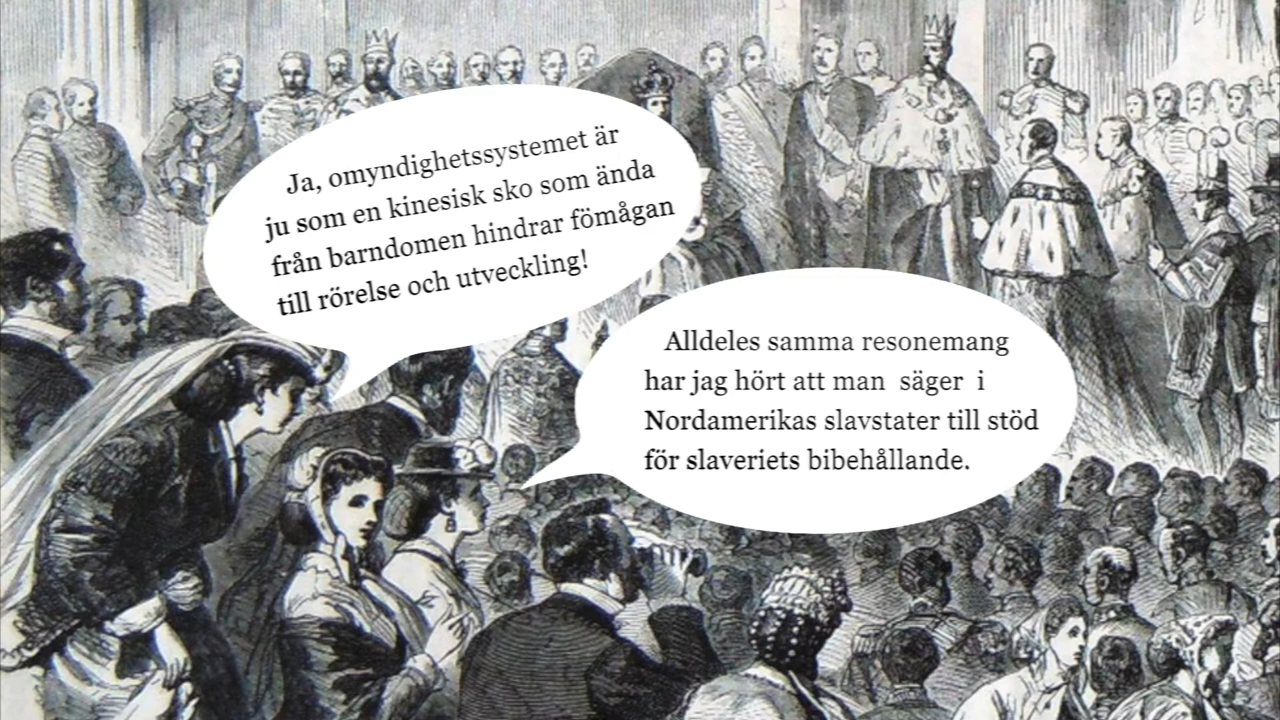 Ja, omyndighetssystemet är
ju som en kinesisk sko som ända
från barndomen hindrar fömågan
till rörelse och utveckling!
Alldeles samma resonemang
har jag hört att man säger i
Nordamerikas slavstater till stöd
för slaveriets bibehållande.